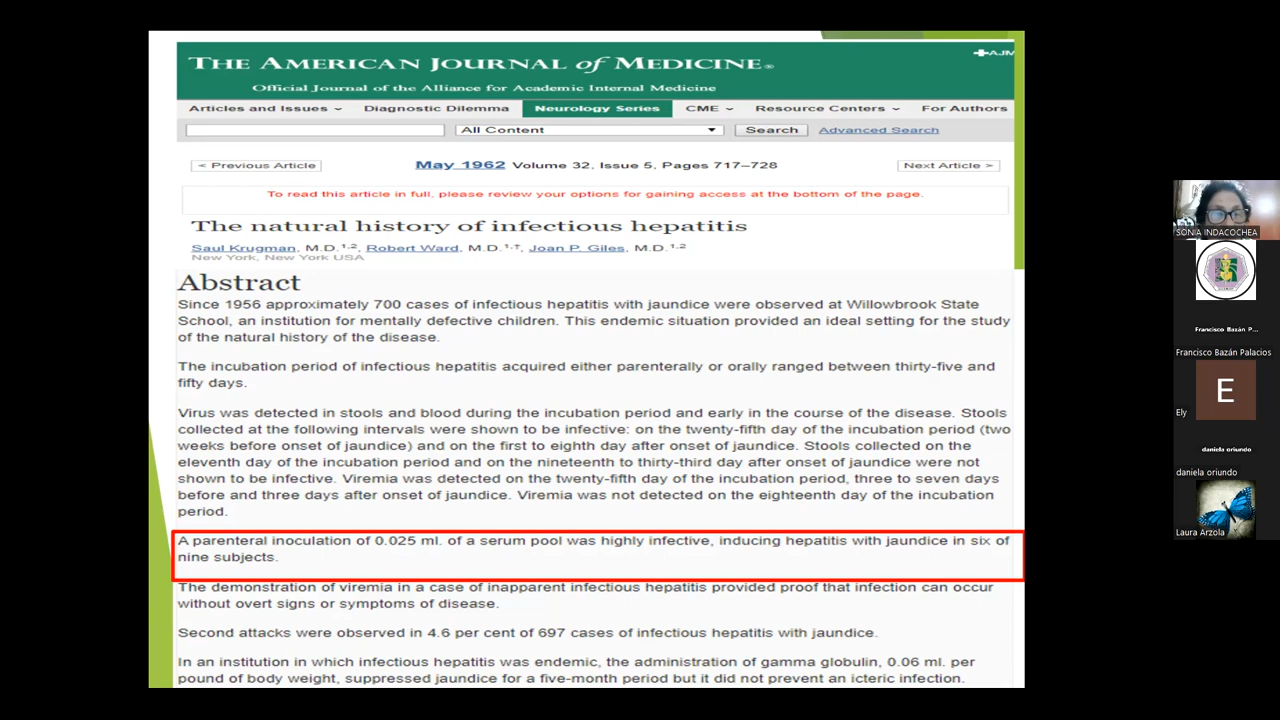 THE AMERICAN JOURNAL of MEDICINE®
AJM
Official Journal of the Alliance for Academic Internal Medicine
Articles and Issues Diagnostic Dilemma Neurology Series CME Resource Centers For Authors
All Content Search Advanced Search
< Previous Article May 1962 Volume 32, Issue 5, Pages 717–728 Next Article >
To read this article in full, please review your options for gaining access at the bottom of the page.
The natural history of infectious hepatitis
Saul Krugman, M.D.1,2, Robert Ward, M.D.1,†, Joan P. Giles, M.D.1,2
New York, New York USA
Abstract
Since 1956 approximately 700 cases of infectious hepatitis with jaundice were observed at Willowbrook State
School, an institution for mentally defective children. This endemic situation provided an ideal setting for the study
of the natural history of the disease.
The incubation period of infectious hepatitis acquired either parenterally or orally ranged between thirty-five and
fifty days.
Virus was detected in stools and blood during the incubation period and early in the course of the disease. Stools
collected at the following intervals were shown to be infective: on the twenty-fifth day of the incubation period (two
weeks before onset of jaundice) and on the first to eighth day after onset of jaundice. Stools collected on the
eleventh day of the incubation period and on the nineteenth to thirty-third day after onset of jaundice were not
shown to be infective. Viremia was detected on the twenty-fifth day of the incubation period, three to seven days
before and three days after onset of jaundice. Viremia was not detected on the eighteenth day of the incubation
period.
A parenteral inoculation of 0.025 ml. of a serum pool was highly infective, inducing hepatitis with jaundice in six of
nine subjects.
The demonstration of viremia in a case of inapparent infectious hepatitis provided proof that infection can occur
without overt signs or symptoms of disease.
Second attacks were observed in 4.6 per cent of 697 cases of infectious hepatitis with jaundice.
In an institution in which infectious hepatitis was endemic, the administration of gamma globulin, 0.06 ml. per
pound of body weight, suppressed jaundice for a five-month period but it did not prevent an icteric infection.
SONIA INDACOCHEA
Francisco Bazán P...
Francisco Bazán Palacios
E
Ely
daniela oriundo
daniela oriundo
Laura Arzola